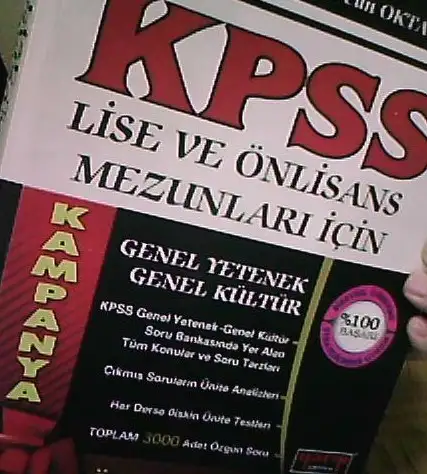 OKTA
KPSS
LİSE VE ÖNLİSANS
MEZUNLARI İÇİN
KAMPANYA
GENEL YETENEK
GENEL KÜLTÜR
KPSS Genel Yetenek-Genel Kültür
Soru Bankasında Yer Alan
Tüm Konular ve Soru Tarzları
Çıkmış Soruların Ünite Analizleri
Her Derse İlişkin Ünite Testleri
TOPLAM 3000 Adet Özgün Soru
%100
BAŞARI